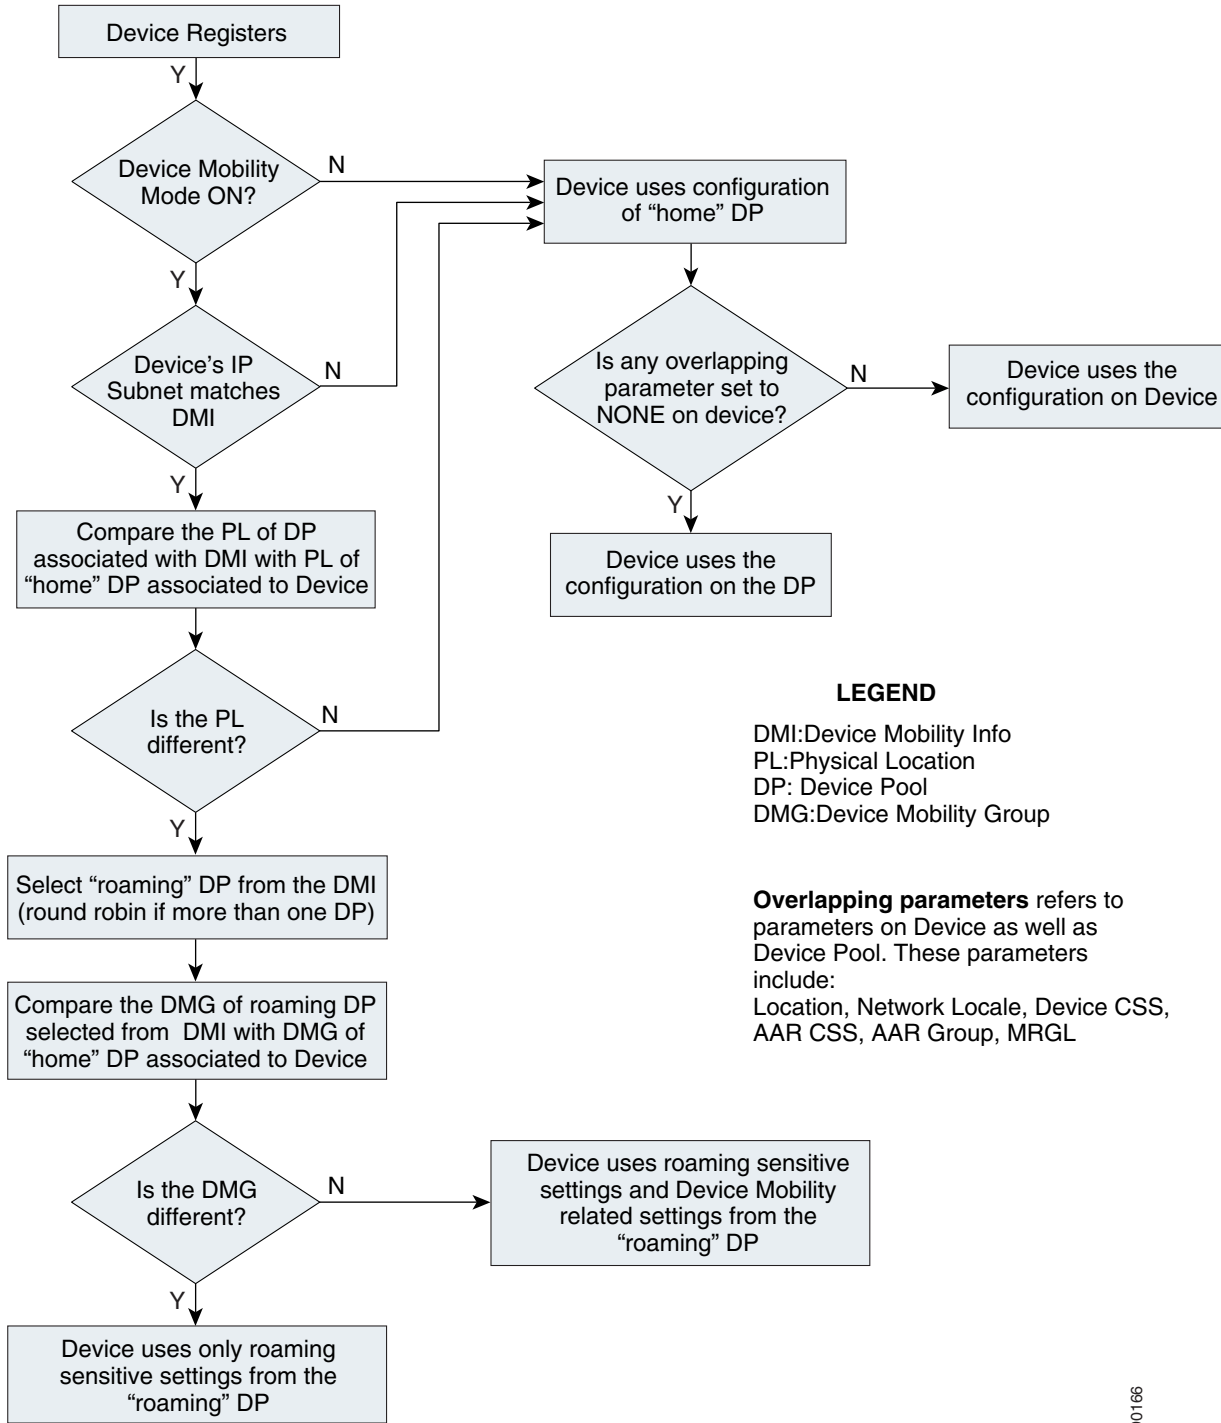 Device Registers
Y
Device Mobility
Mode ON?
N
Device uses configuration
of “home” DP
Y
Device's IP
Subnet matches
DMI
N
Is any overlapping
parameter set to
NONE on device?
N
Device uses the
configuration on Device
Y
Y
Compare the PL of DP
associated with DMI with PL of
“home” DP associated to Device
Device uses the
configuration on the DP
Is the PL
different?
N
LEGEND
DMI:Device Mobility Info
PL:Physical Location
DP: Device Pool
DMG:Device Mobility Group
Y
Select “roaming” DP from the DMI
(round robin if more than one DP)
Overlapping parameters refers to
parameters on Device as well as
Device Pool. These parameters
include:
Location, Network Locale, Device CSS,
AAR CSS, AAR Group, MRGL
Compare the DMG of roaming DP
selected from DMI with DMG of
“home” DP associated to Device
Is the DMG
different?
N
Device uses roaming sensitive
settings and Device Mobility
related settings from the
“roaming” DP
Y
Device uses only roaming
sensitive settings from the
“roaming” DP